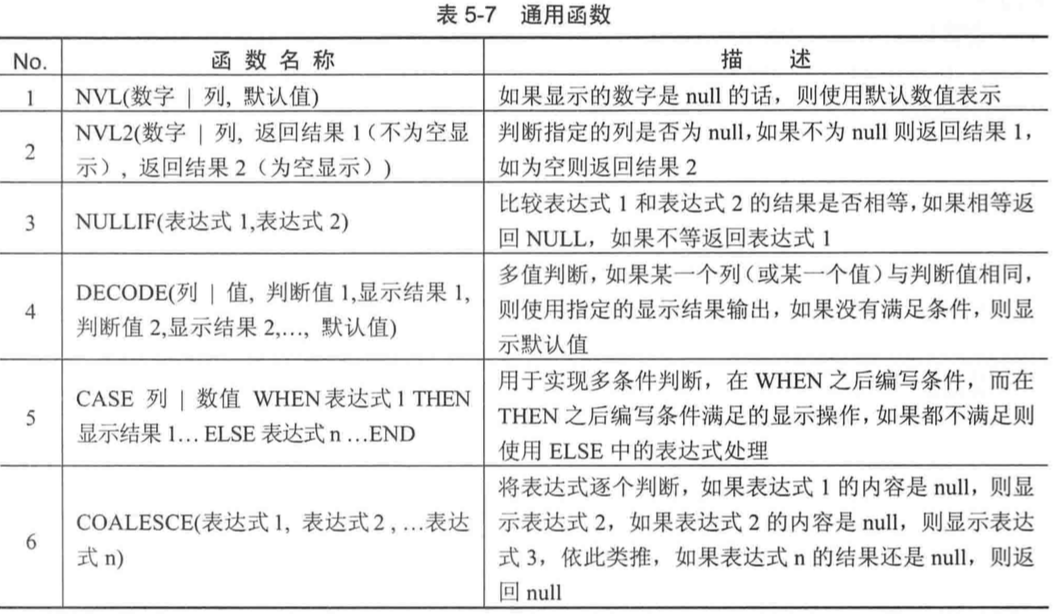 表 5-7 通用函数
No. 函 数 名 称 描 述
1 NVL(数字 | 列, 默认值) 如果显示的数字是 null 的话，则使用默认数值表示
2 NVL2(数字 | 列, 返回结果 1（不为空显
示）, 返回结果 2（为空显示）)
判断指定的列是否为 null，如果不为 null 则返回结果 1，
如为空则返回结果 2
3 NULLIF(表达式 1,表达式 2)
比较表达式 1 和表达式 2 的结果是否相等，如果相等返
回 NULL，如果不等返回表达式 1
4 DECODE(列 | 值, 判断值 1,显示结果 1,
判断值 2,显示结果 2,…, 默认值)
多值判断，如果某一个列（或某一个值）与判断值相同，
则使用指定的显示结果输出，如果没有满足条件，则显
示默认值
5 CASE 列 | 数值 WHEN 表达式 1 THEN
显示结果 1… ELSE 表达式 n …END
用于实现多条件判断，在 WHEN 之后编写条件，而在
THEN 之后编写条件满足的显示操作，如果都不满足则
使用 ELSE 中的表达式处理
6 COALESCE(表达式 1, 表达式 2 , …表达
式 n)
将表达式逐个判断，如果表达式 1 的内容是 null，则显
示表达式 2，如果表达式 2 的内容是 null，则显示表达
式 3，依此类推，如果表达式 n 的结果还是 null，则返
回 null